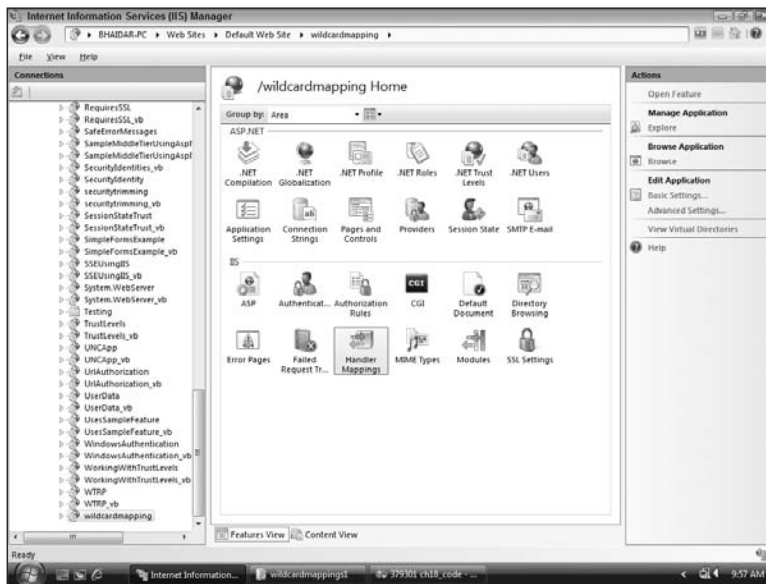 Internet Information Services (IIS) Manager
BHAIDAR-PC Web Sites Default Web Site wildcardmapping
File View Help
Connections
RequiresSSL
RequiresSSL_vb
SafeErrorMessages
SampleMiddleTierUsingAspl
SampleMiddleTierUsingAspl
SecurityIdentities_vb
SecurityIdentity
securitytrimming
securitytrimming_vb
SessionStateTrust
SessionStateTrust_vb
SimpleFormsExample
SimpleFormsExample_vb
SSEUsingIIS
SSEUsingIIS_vb
System.WebServer
System.WebServer_vb
Testing
TrustLevels
TrustLevels_vb
UNCApp
UNCApp_vb
UrlAuthorization
UrlAuthorization_vb
UserData
UserData_vb
UsesSampleFeature
UsesSampleFeature_vb
WindowsAuthentication
WindowsAuthentication_vb
WorkingWithTrustLevels
WorkingWithTrustLevels_vb
WTRP
WTRP_vb
wildcardmapping
/wildcardmapping Home
Group by: Area
ASP.NET
.NET Compilation
.NET Globalization
.NET Profile
.NET Roles
.NET Trust Levels
.NET Users
Application Settings
Connection Strings
Pages and Controls
Providers
Session State
SMTP E-mail
IIS
ASP
Authenticat...
Authorization Rules
CGI
CGI
Default Document
Directory Browsing
Error Pages
Failed Request Tr...
Handler Mappings
MIME Types
Modules
SSL Settings
Features View
Content View
Actions
Open Feature
Manage Application
Explore
Browse Application
Browse
Edit Application
Basic Settings...
Advanced Settings...
View Virtual Directories
Help
Ready
Internet Information...
wildcardmappings1
379301 ch18_code - ...
9:57 AM